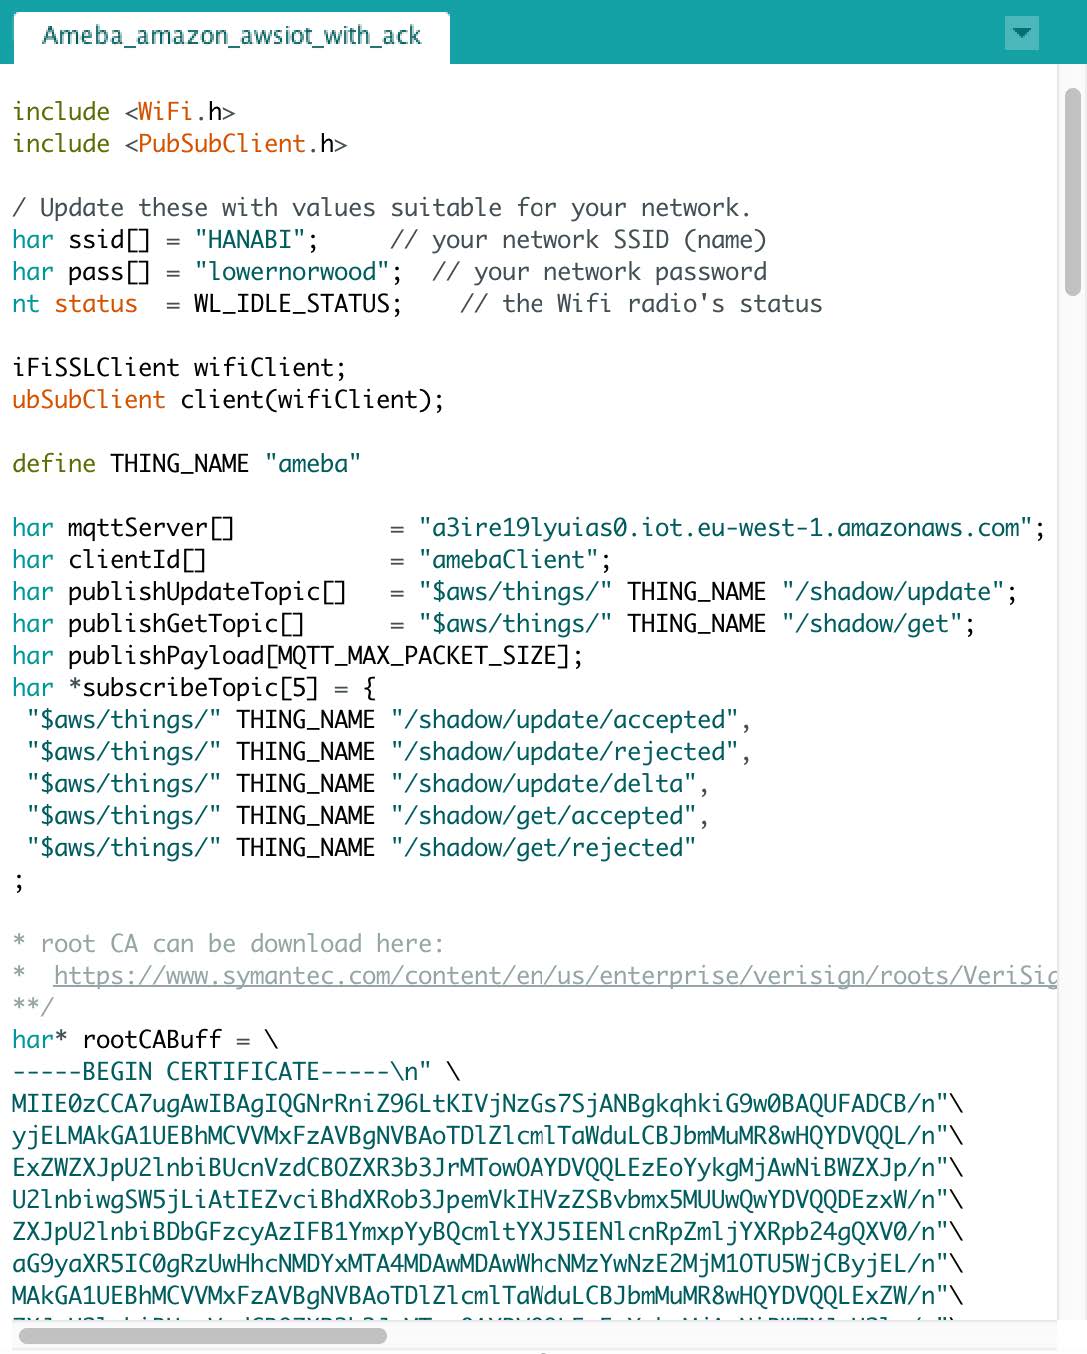 Ameba_amazon_awsiot_with_ack
include <WiFi.h>
include <PubSubClient.h>
/ Update these with values suitable for your network.
har ssid[] = "HANABI";     // your network SSID (name)
har pass[] = "lowernorwood";  // your network password
nt status  = WL_IDLE_STATUS;    // the Wifi radio's status
iFiSSLClient wifiClient;
ubSubClient client(wifiClient);
define THING_NAME "ameba"
har mqttServer[]           = "a3ire19lyuias0.iot.eu-west-1.amazonaws.com";
har clientId[]             = "amebaClient";
har publishUpdateTopic[]   = "$aws/things/" THING_NAME "/shadow/update";
har publishGetTopic[]      = "$aws/things/" THING_NAME "/shadow/get";
har publishPayload[MQTT_MAX_PACKET_SIZE];
har *subscribeTopic[5] = {
"$aws/things/" THING_NAME "/shadow/update/accepted",
"$aws/things/" THING_NAME "/shadow/update/rejected",
"$aws/things/" THING_NAME "/shadow/update/delta",
"$aws/things/" THING_NAME "/shadow/get/accepted",
"$aws/things/" THING_NAME "/shadow/get/rejected"
;
* root CA can be download here:
*  https://www.symantec.com/content/en/us/enterprise/verisign/roots/VeriSig
**/
har* rootCABuff = \
-----BEGIN CERTIFICATE-----\n" \
MIIE0zCCA7ugAwIBAgIQGNrRniZ96LtKIVjNzGs7SjANBgkqhkiG9w0BAQUFADCB/n"\
yjELMAkGA1UEBhMCVVMxFzAVBgNVBAoTDlZlcmlTaWduLCBJbmMuMR8wHQYDVQQL/n"\
ExZWZXJpU2lnbiBUcnVzdCBOZXR3b3JrMTowOAYDVQQLEzEoYykgMjAwNiBWZXJp/n"\
U2lnbiwgSW5jLiAtIEZvciBhdXRob3JpemVkIHVzZSBvbmx5MUUwQwYDVQQDEzxW/n"\
ZXJpU2lnbiBDbGFzcyAzIFB1YmxpYyBQcmltYXJ5IENlcnRpZmljYXRpb24gQXV0/n"\
aG9yaXR5IC0gRzUwHhcNMDYxMTA4MDAwMDAwWhcNMzYwNzE2MjM1OTU5WjCByjEL/n"\
MAkGA1UEBhMCVVMxFzAVBgNVBAoTDlZlcmlTaWduLCBJbmMuMR8wHQYDVQQLExZW/n"\